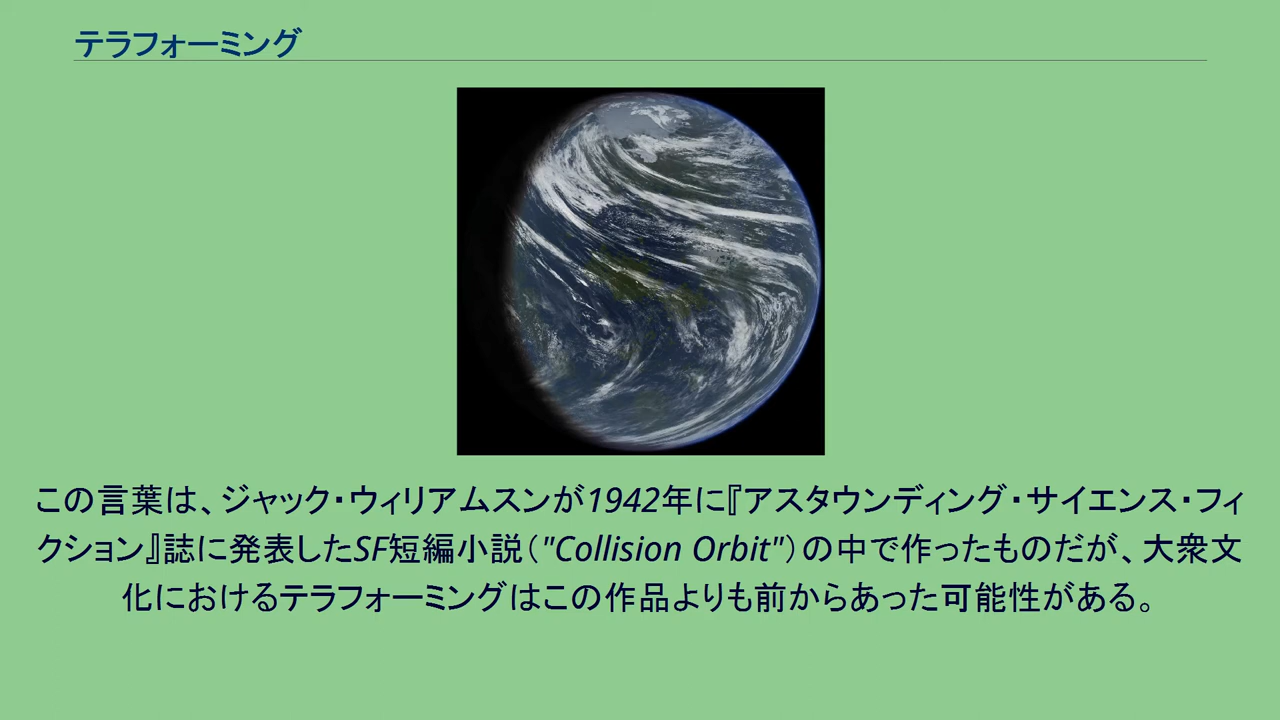 テラフォーミング
この言葉は、ジャック・ウィリアムスンが1942年に『アスタウンディング・サイエンス・フィ
クション』誌に発表したSF短編小説（"Collision Orbit"）の中で作ったものだが、大衆文
化におけるテラフォーミングはこの作品よりも前からあった可能性がある。